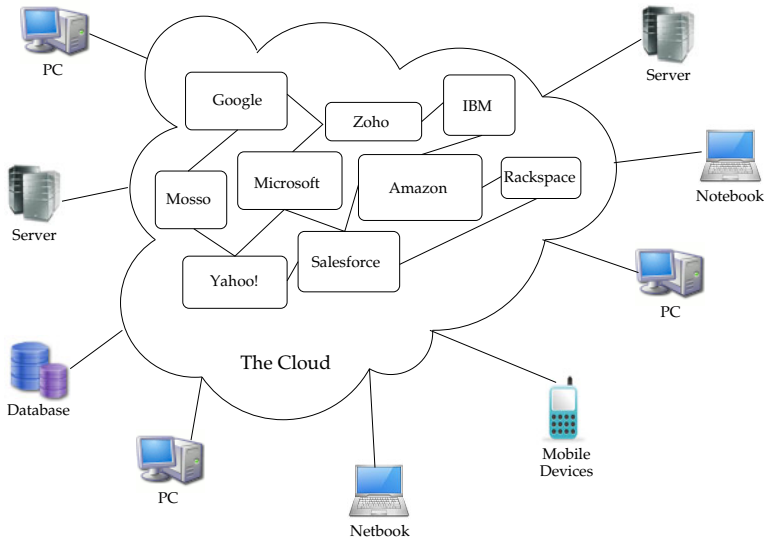 PC
Server
Google
Zoho
IBM
Microsoft
Amazon
Rackspace
Mosso
Notebook
Server
Salesforce
Yahoo!
PC
The Cloud
Database
Mobile
Devices
PC
Netbook